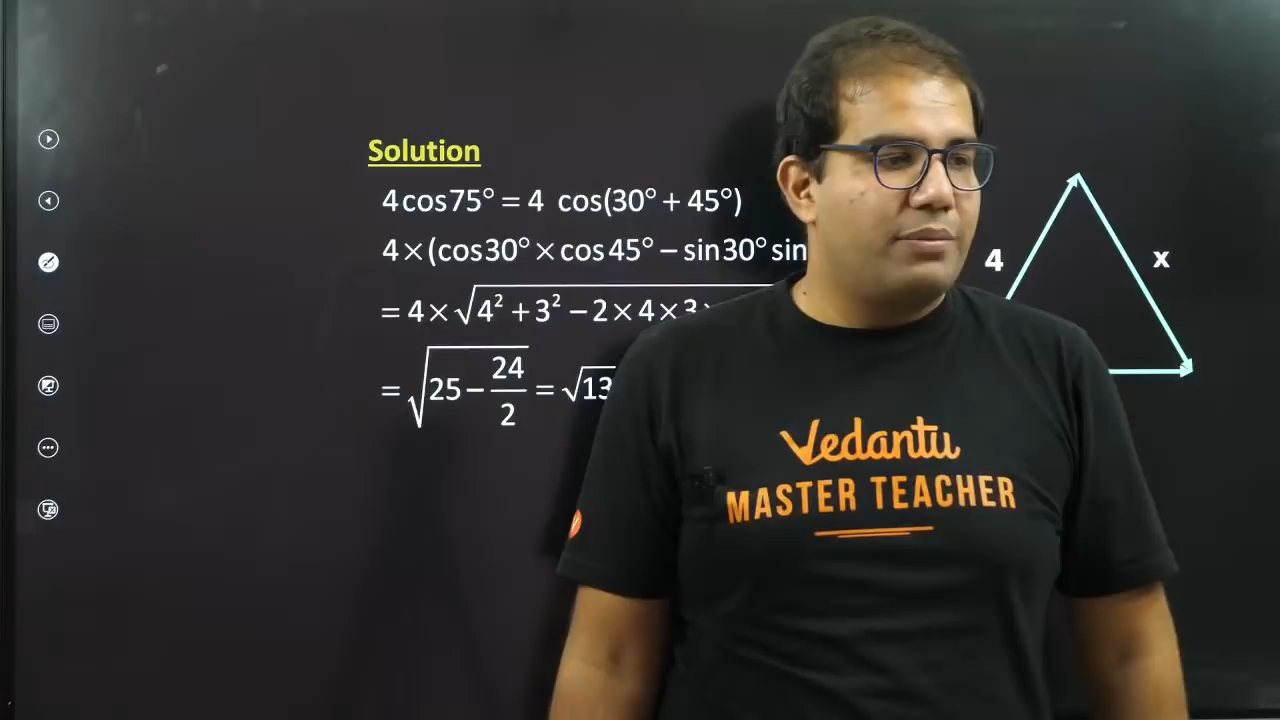 Solution
4cos75° = 4 cos(30° + 45°)
4×(cos30° × cos45° − sin30° sin
= 4 × √4² + 3² − 2 × 4 × 3
= √25 − 24/2 = √13
4
x
Vedantu
MASTER TEACHER